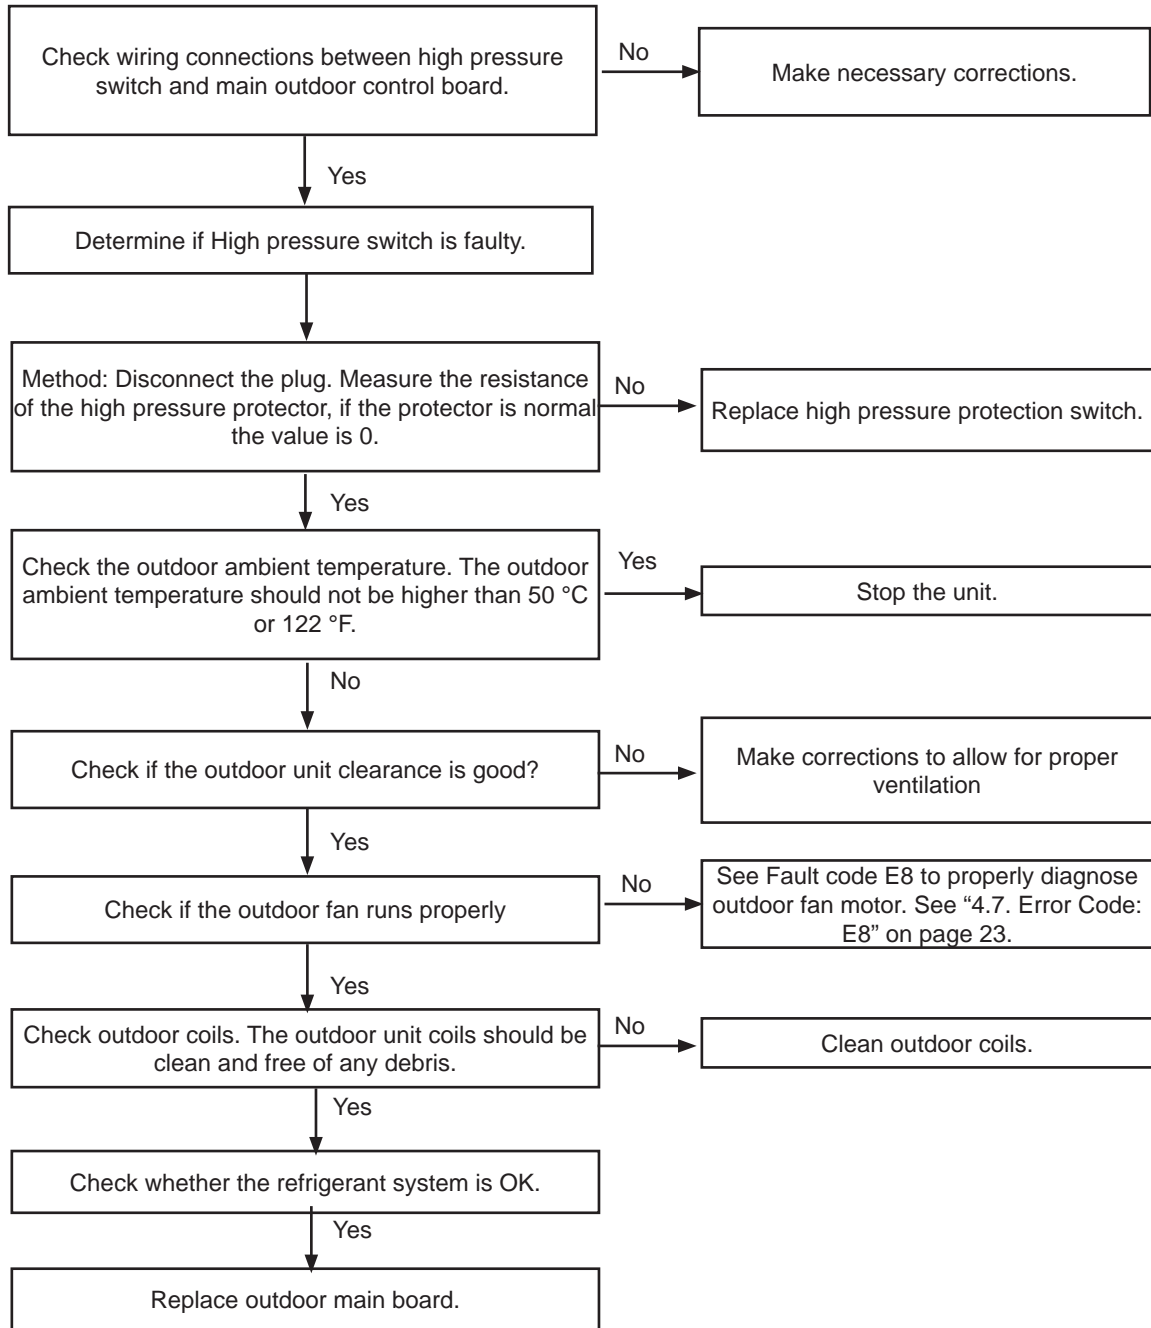 Check wiring connections between high pressure
switch and main outdoor control board.
No
Make necessary corrections.
Yes
Determine if High pressure switch is faulty.
Method: Disconnect the plug. Measure the resistance
of the high pressure protector, if the protector is normal
the value is 0.
No
Replace high pressure protection switch.
Yes
Check the outdoor ambient temperature. The outdoor
ambient temperature should not be higher than 50 °C
or 122 °F.
Yes
Stop the unit.
No
Check if the outdoor unit clearance is good?
No
Make corrections to allow for proper
ventilation
Yes
Check if the outdoor fan runs properly
No
See Fault code E8 to properly diagnose
outdoor fan motor. See “4.7. Error Code:
E8” on page 23.
Yes
Check outdoor coils. The outdoor unit coils should be
clean and free of any debris.
No
Clean outdoor coils.
Yes
Check whether the refrigerant system is OK.
Yes
Replace outdoor main board.